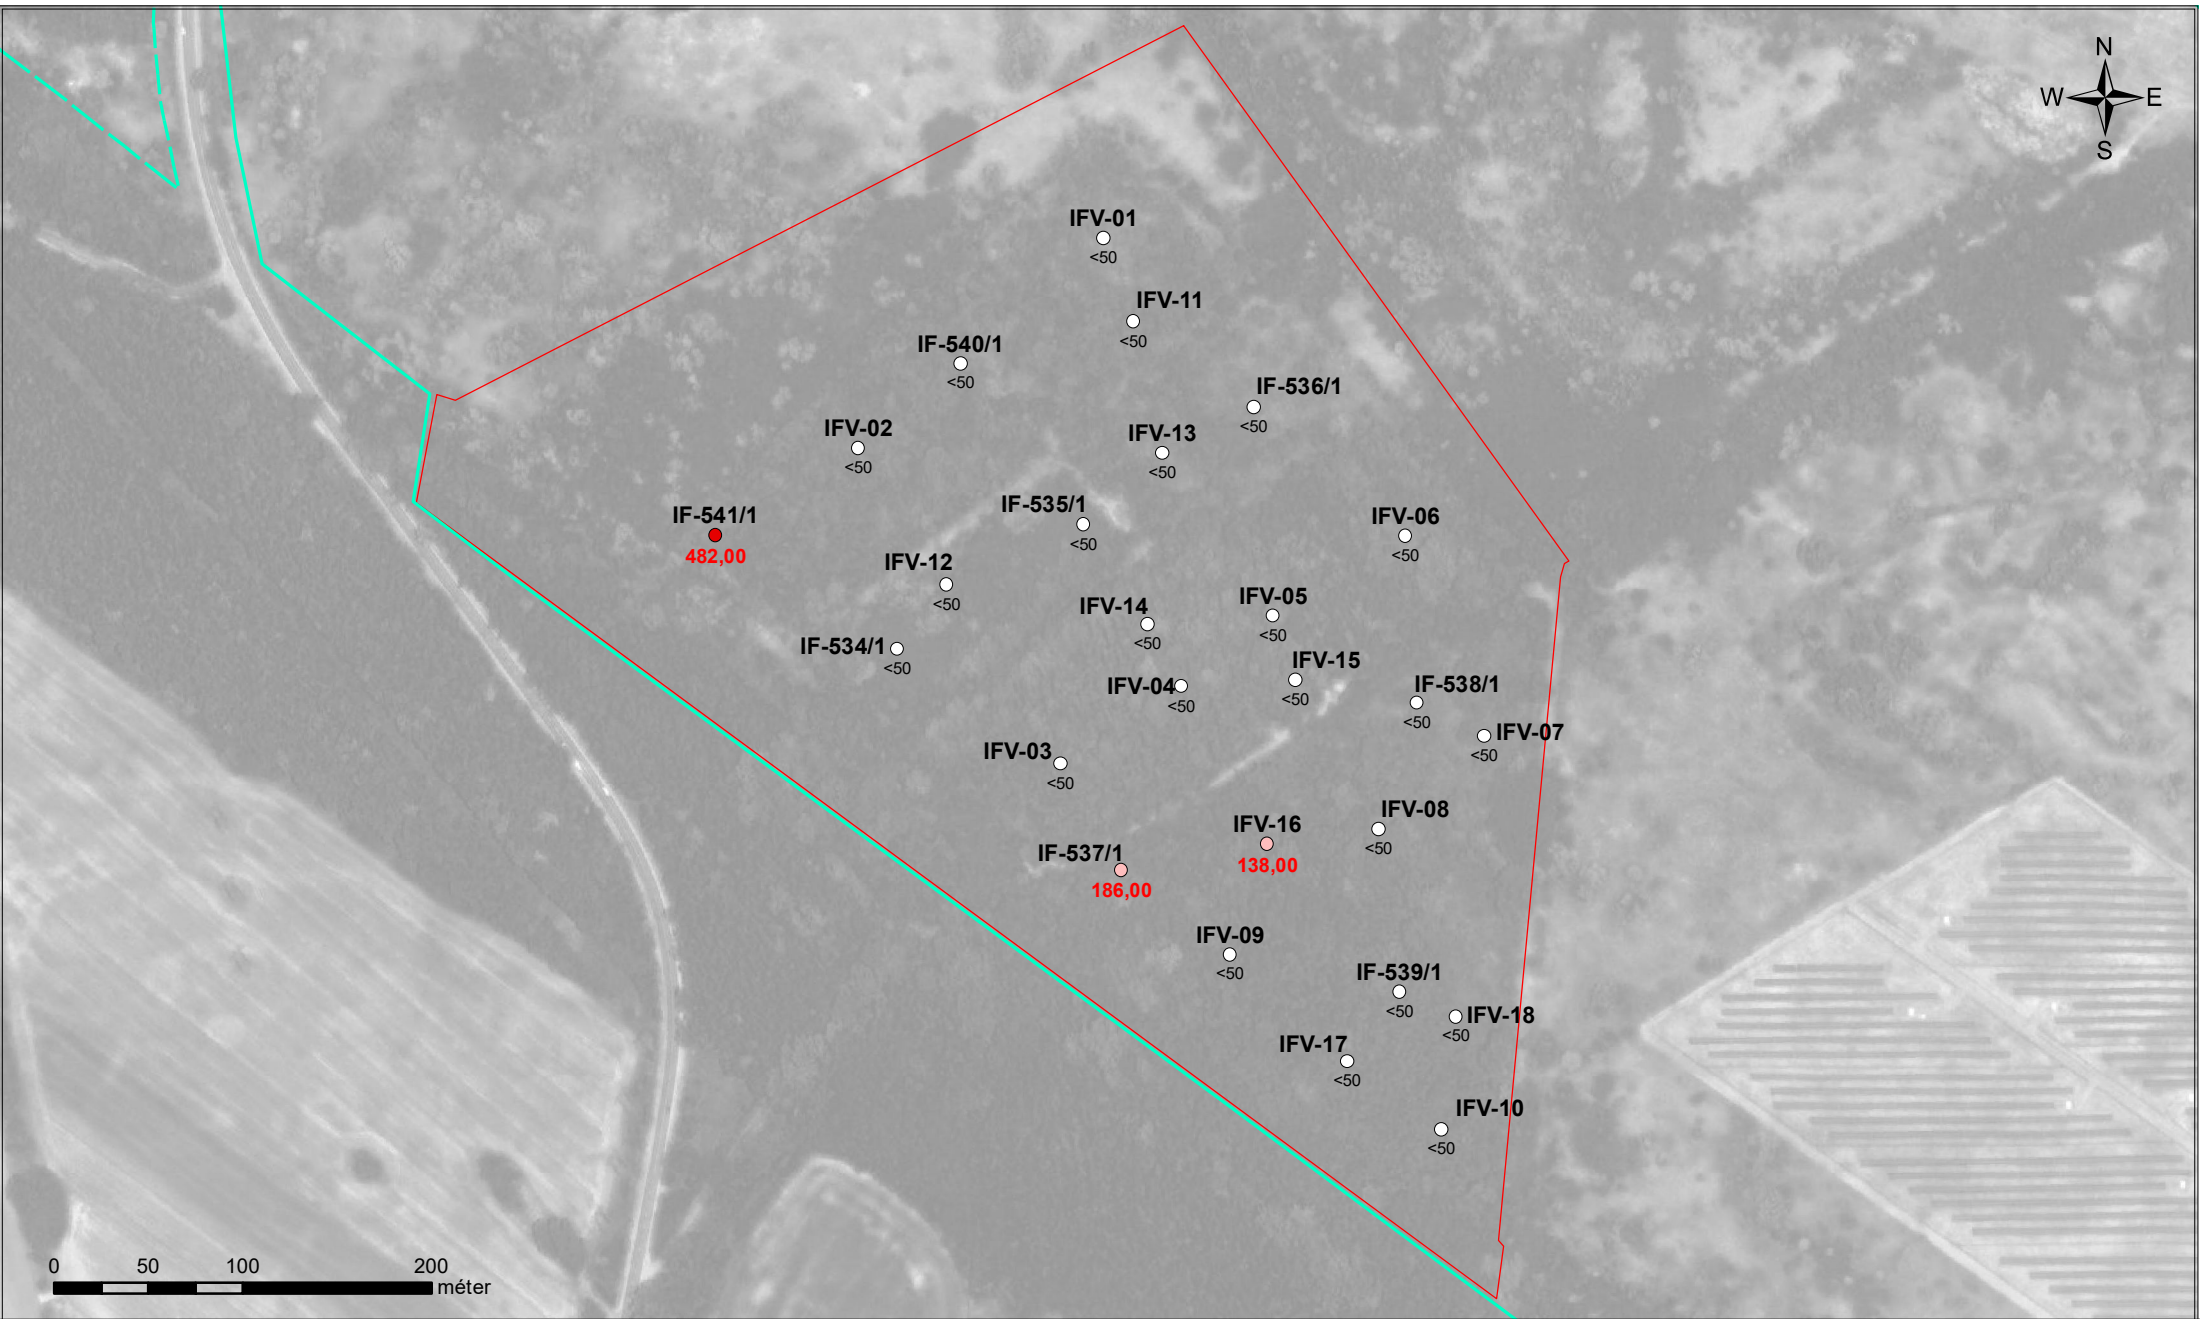 N
W E
S
IFV-01
<50
IFV-11
<50
IF-540/1
<50
IF-536/1
<50
IFV-02
<50
IFV-13
<50
IF-541/1
482,00
IF-535/1
<50
IFV-06
<50
IFV-12
<50
IFV-14
<50
IFV-05
<50
IF-534/1
<50
IFV-15
<50
IFV-04
<50
IF-538/1
<50
IFV-07
<50
IFV-03
<50
IFV-08
<50
IFV-16
138,00
IF-537/1
186,00
IFV-09
<50
IF-539/1
<50
IFV-18
<50
IFV-17
<50
IFV-10
<50
0 50 100 200
méter